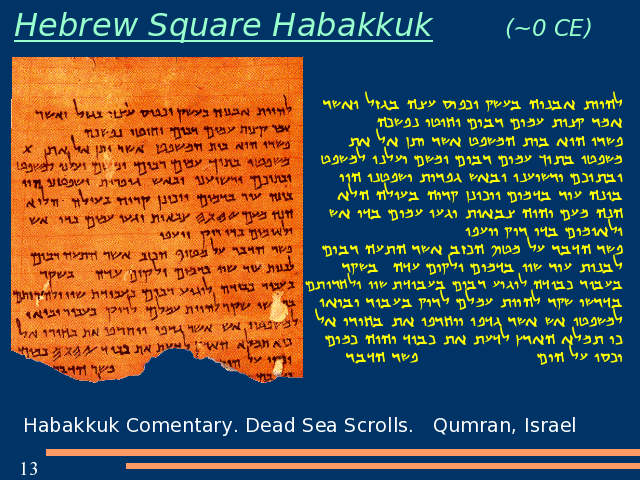 Hebrew Square Habakkuk (~0 CE)
להיות אבניה בעשק וכפיס עצה בגזל ואשר
אמר קצות עמים רבים וחוטי נפשכה
פשרו הוא בית המשפט אשר יתן אל את
משפטו בתוך עמים רבים ומשם יעלנו למשפט
ובתוכם ירשיענו ובאש גפרית ישפטנו הוי
בונה עיר בדמים ויכונן קריה בעולה הלא
הנה מעם יהוה צבאות יגעו עמים בדי אש
ולאומים בדי ריק ייעפו
פשר הדבר על מטיף הכזב אשר התעה רבים
לבנות עיר שוו בדמים ולקים עדה בשקר
בעבור כבודה לוגיע רבים בעבודת שוו ולהרותם
שקר להיות עמלם לריק בעבור יבואו
למשפטי אש אשר גדפו ויחרפו את בחירי אל
כי תמלא הארץ לדעת את כבוד יהוה כמים
יכסו על הים פשר הדבר
Habakkuk Comentary. Dead Sea Scrolls. Qumran, Israel
13